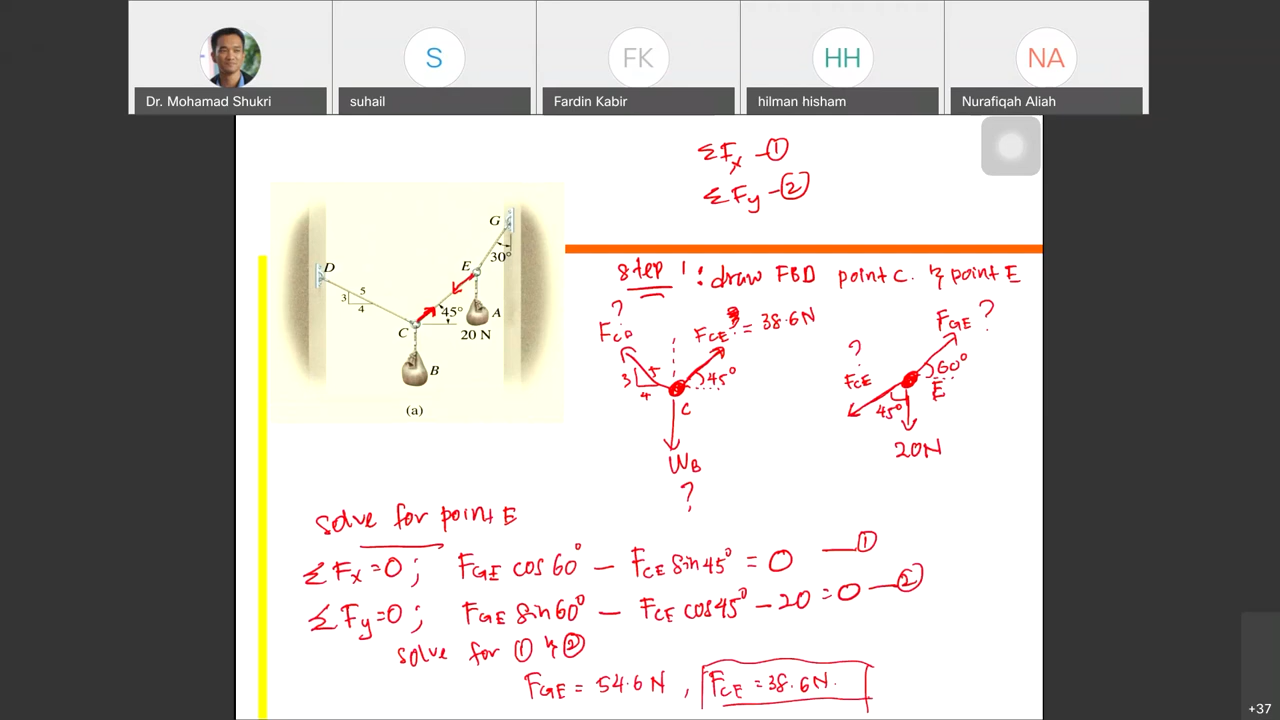 S
FK
HH
NA
Dr. Mohamad Shukri
suhail
Fardin Kabir
hilman hisham
Nurafiqah Aliah
ΣFx - ①
ΣFy - ②
G
30°
E
D
5
3
4
45°
A
C
20 N
B
(a)
step 1 : draw FBD point C. & point E
?
FCD
FCE = 38.6N
3
5
4
45°
C
WB
?
FGE ?
60°
?
FCE
E
45°
20N
solve for point E
ΣFx=0; FGE cos 60° - FCE sin 45° = 0 — ①
ΣFy=0; FGE sin 60° - FCE cos 45° - 20 = 0 — ②
solve for ① & ②
FGE = 54.6 N, FCE = 38.6 N.
+37